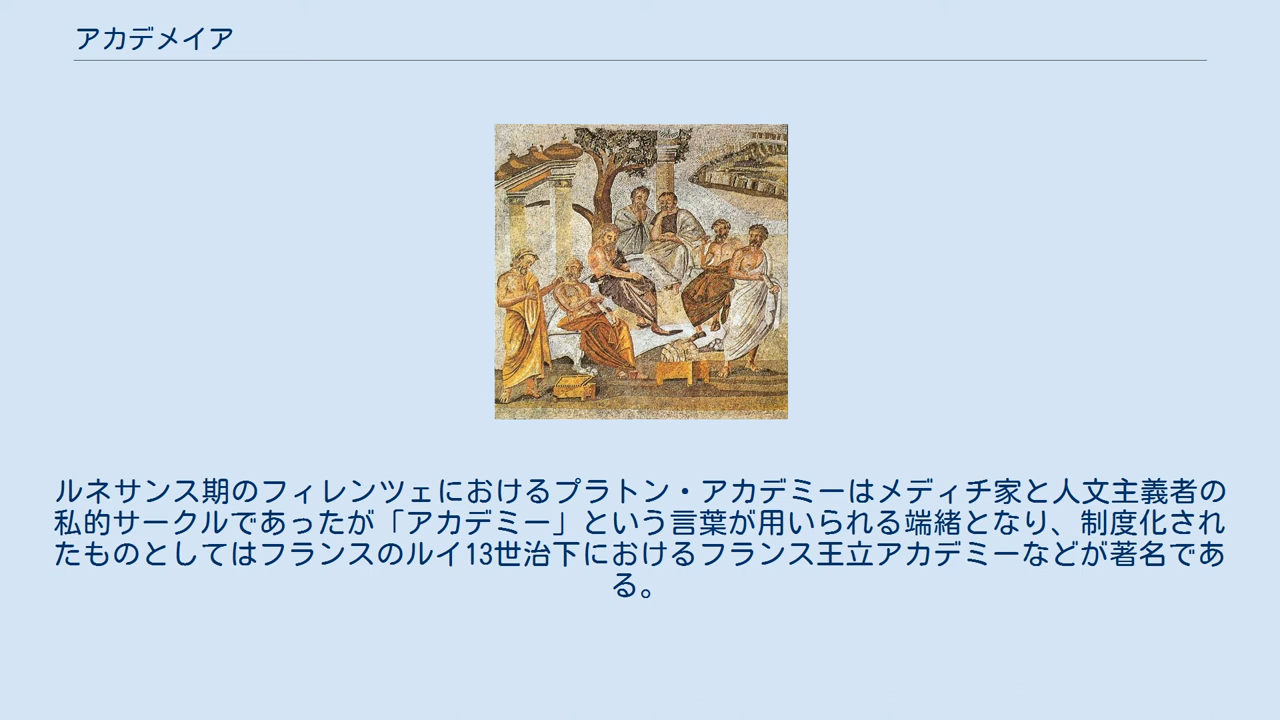 アカデメイア
ルネサンス期のフィレンツェにおけるプラトン・アカデミーはメディチ家と人文主義者の
私的サークルであったが「アカデミー」という言葉が用いられる端緒となり、制度化され
たものとしてはフランスのルイ13世治下におけるフランス王立アカデミーなどが著名であ
る。